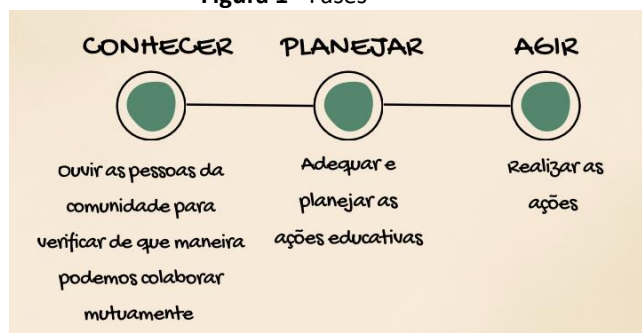 Figura 1 - Fases
CONHECER
PLANEJAR
AGIR
Ouvir as pessoas da
comunidade para
verificar de que maneira
podemos colaborar
mutuamente
Adequar e
planejar as
ações educativas
Realizar as
ações